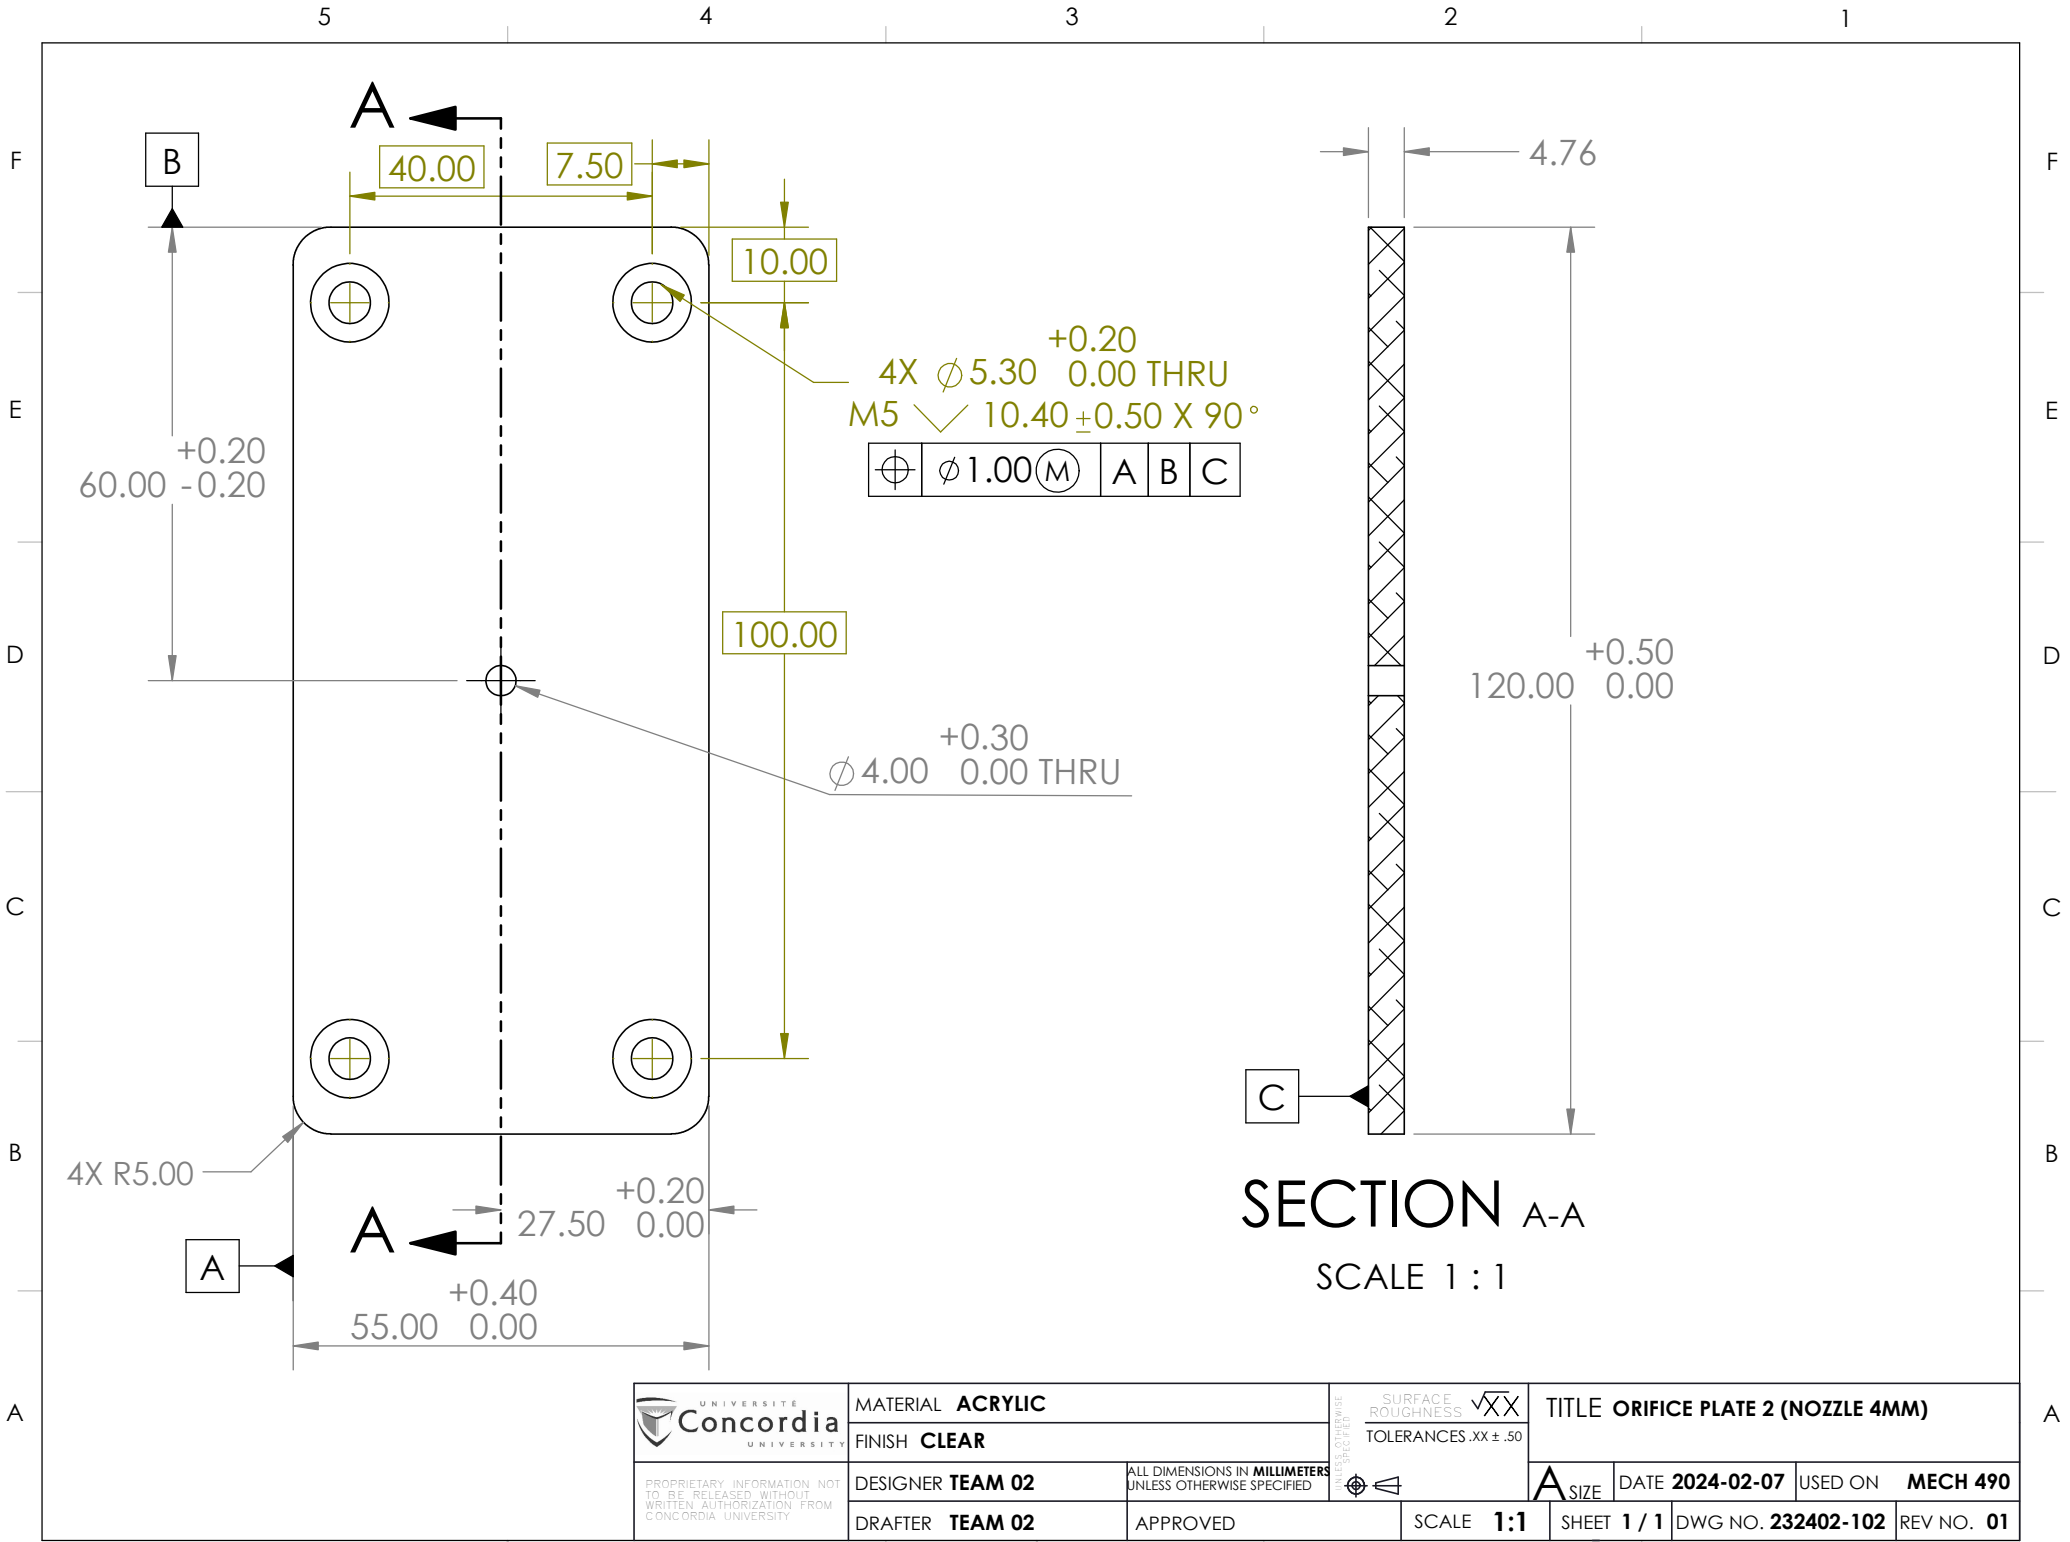 5 4 3 2 1
F
E
D
C
B
A
F
E
D
C
B
A
A
B
40.00
7.50
10.00
+0.20
4X ⌀5.30 0.00 THRU
M5 ⌵ 10.40 ±0.50 X 90°
⌖ ⌀1.00Ⓜ A B C
+0.20
60.00 -0.20
100.00
+0.30
⌀4.00 0.00 THRU
4X R5.00
A
+0.20
27.50 0.00
A
+0.40
55.00 0.00
4.76
+0.50
120.00 0.00
C
SECTION A-A
SCALE 1 : 1
UNIVERSITÉ
Concordia
UNIVERSITY
PROPRIETARY INFORMATION NOT
TO BE RELEASED WITHOUT
WRITTEN AUTHORIZATION FROM
CONCORDIA UNIVERSITY
MATERIAL ACRYLIC
FINISH CLEAR
DESIGNER TEAM 02
ALL DIMENSIONS IN MILLIMETERS
UNLESS OTHERWISE SPECIFIED
DRAFTER TEAM 02
APPROVED
UNLESS OTHERWISE
SPECIFIED
SURFACE
ROUGHNESS √XX
TOLERANCES .XX ± .50
SCALE 1:1
TITLE ORIFICE PLATE 2 (NOZZLE 4MM)
A SIZE
DATE 2024-02-07
USED ON MECH 490
SHEET 1 / 1
DWG NO. 232402-102
REV NO. 01